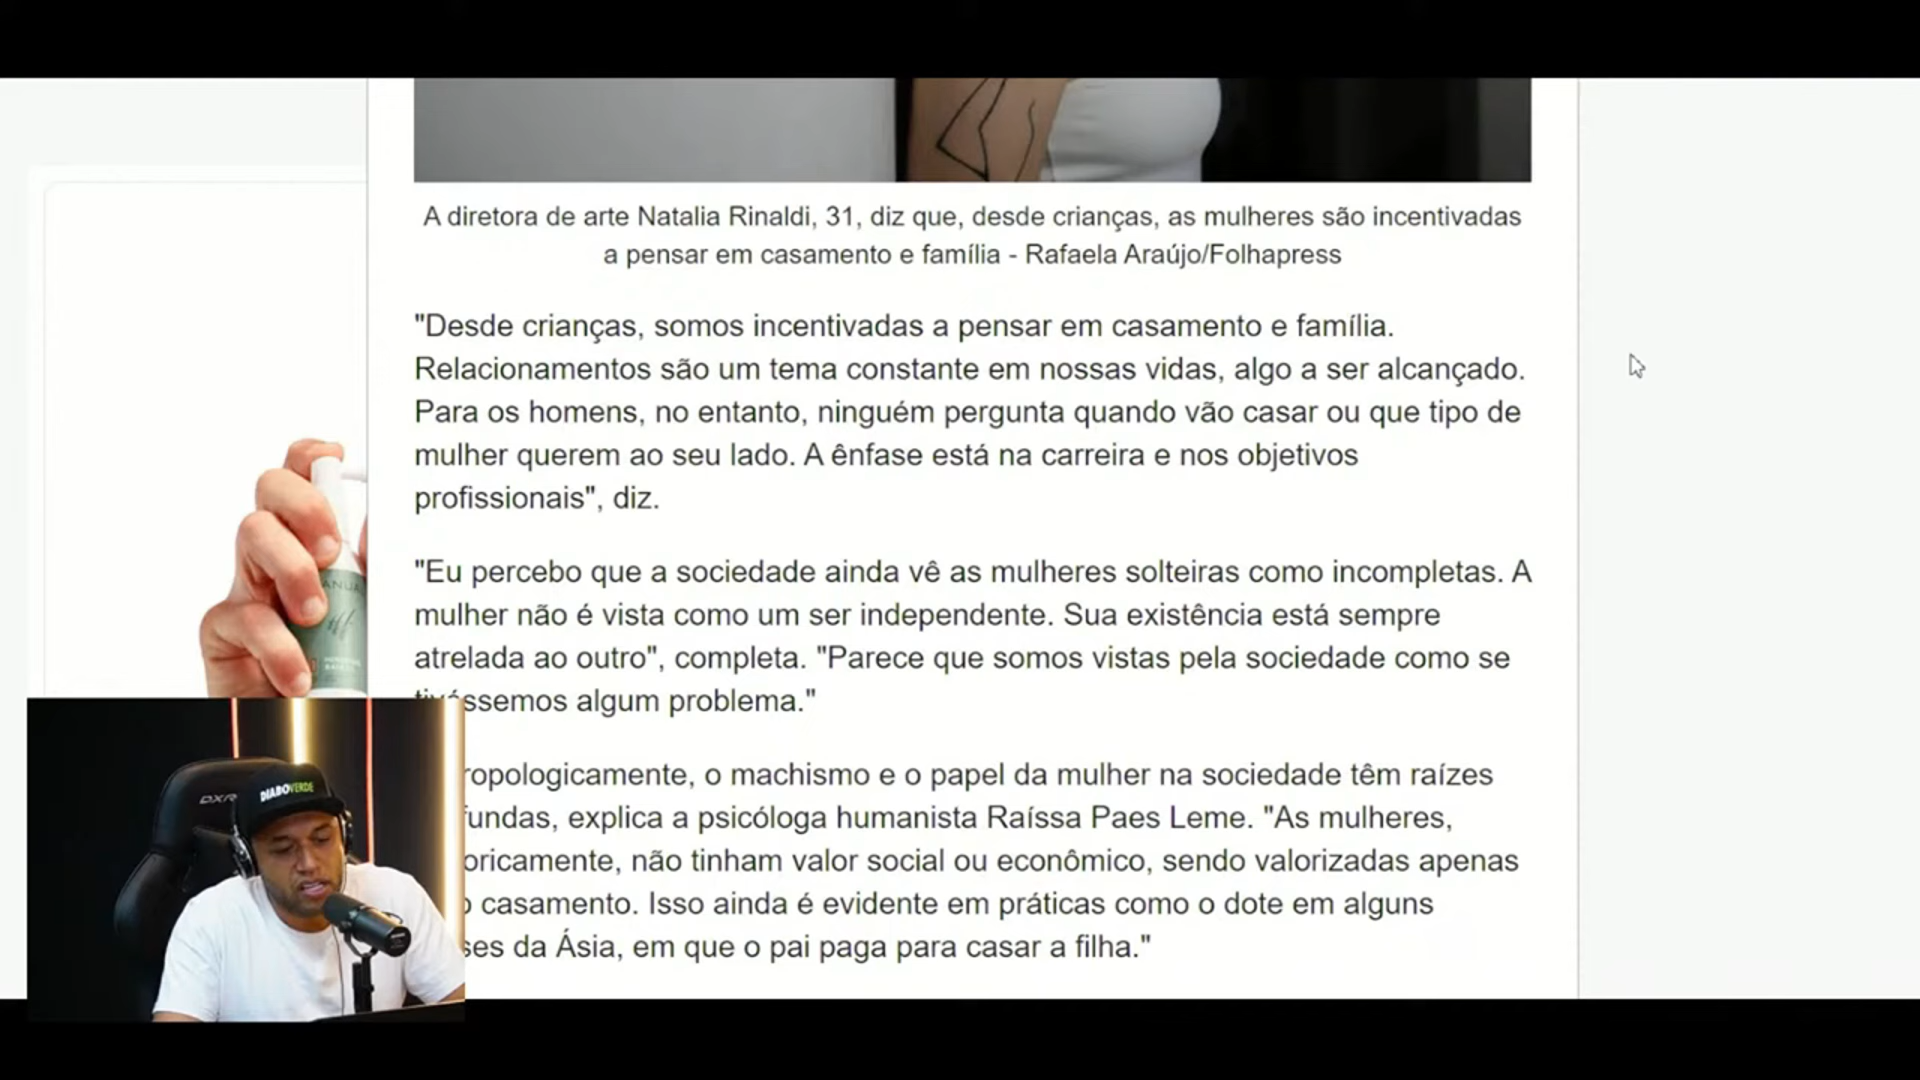 A diretora de arte Natalia Rinaldi, 31, diz que, desde crianças, as mulheres são incentivadas
a pensar em casamento e família - Rafaela Araújo/Folhapress
"Desde crianças, somos incentivadas a pensar em casamento e família.
Relacionamentos são um tema constante em nossas vidas, algo a ser alcançado.
Para os homens, no entanto, ninguém pergunta quando vão casar ou que tipo de
mulher querem ao seu lado. A ênfase está na carreira e nos objetivos
profissionais", diz.
"Eu percebo que a sociedade ainda vê as mulheres solteiras como incompletas. A
mulher não é vista como um ser independente. Sua existência está sempre
atrelada ao outro", completa. "Parece que somos vistas pela sociedade como se
tivéssemos algum problema."
ropologicamente, o machismo e o papel da mulher na sociedade têm raízes
fundas, explica a psicóloga humanista Raíssa Paes Leme. "As mulheres,
oricamente, não tinham valor social ou econômico, sendo valorizadas apenas
o casamento. Isso ainda é evidente em práticas como o dote em alguns
ses da Ásia, em que o pai paga para casar a filha."
DIABOVERDE
DXR